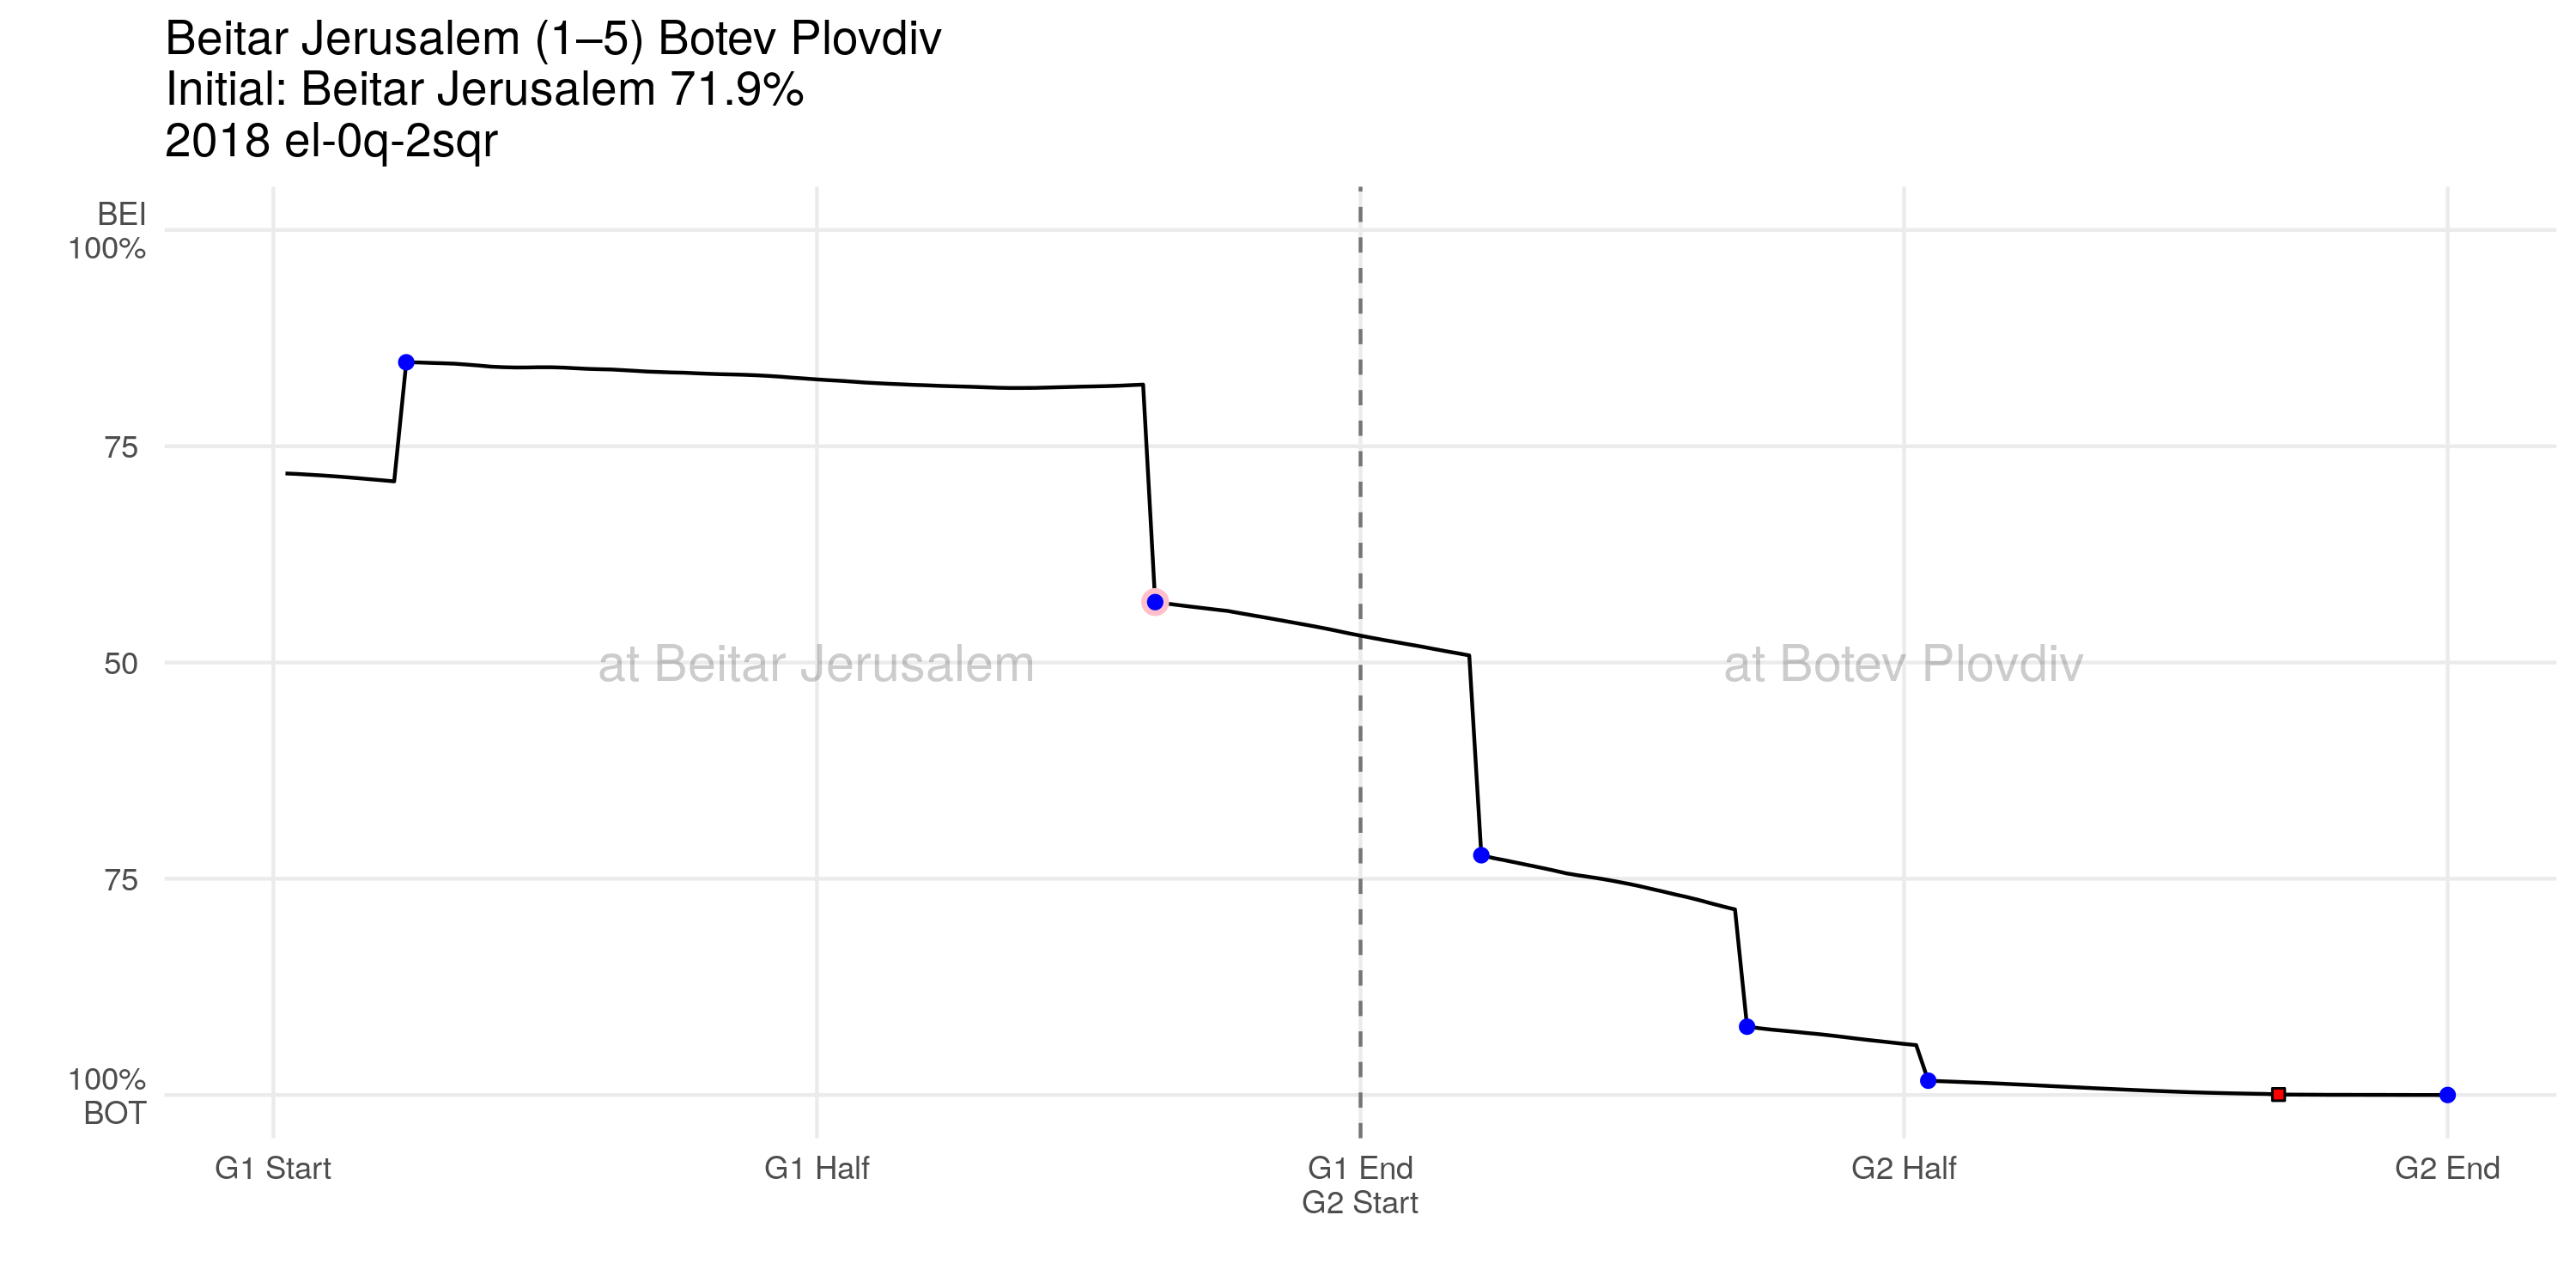 Beitar Jerusalem (1–5) Botev Plovdiv
Initial: Beitar Jerusalem 71.9%
2018 el-0q-2sqr
BEI
100%
75
50
75
100%
BOT
at Beitar Jerusalem
at Botev Plovdiv
G1 Start
G1 Half
G1 End
G2 Start
G2 Half
G2 End